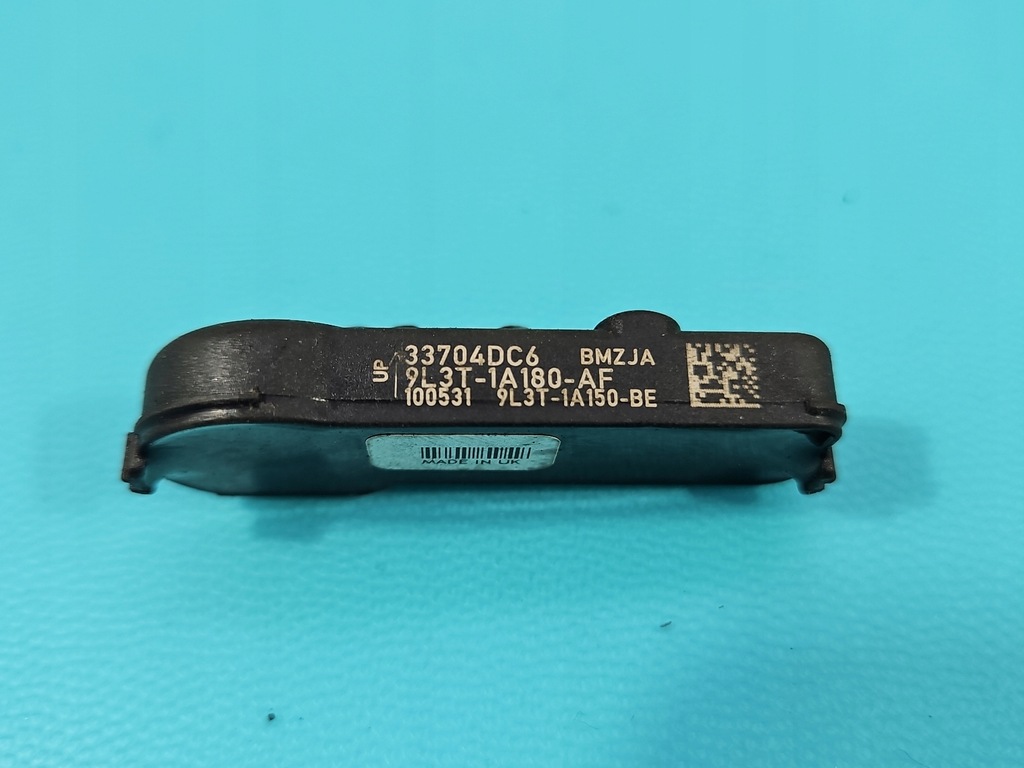 UP
33704DC6 BMZJA
9L3T-1A180-AF
100531 9L3T-1A150-BE
MADE IN UK